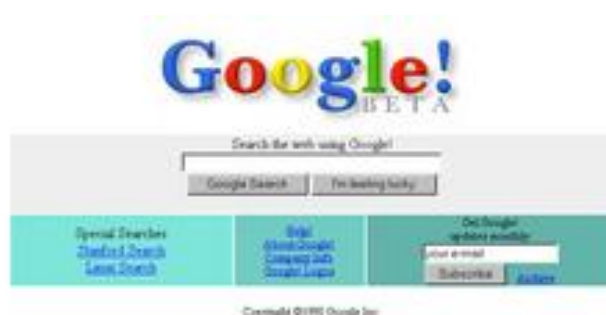 Google!
BETA
Search the web using Google!
Google Search
I'm feeling lucky
Special Searches
Stanford Search
Linux Search
Help!
About Google!
Company Info
Google! Logos
Get Google!
updates monthly
your e-mail
Subscribe
Archive
Copyright ©1998 Google Inc.